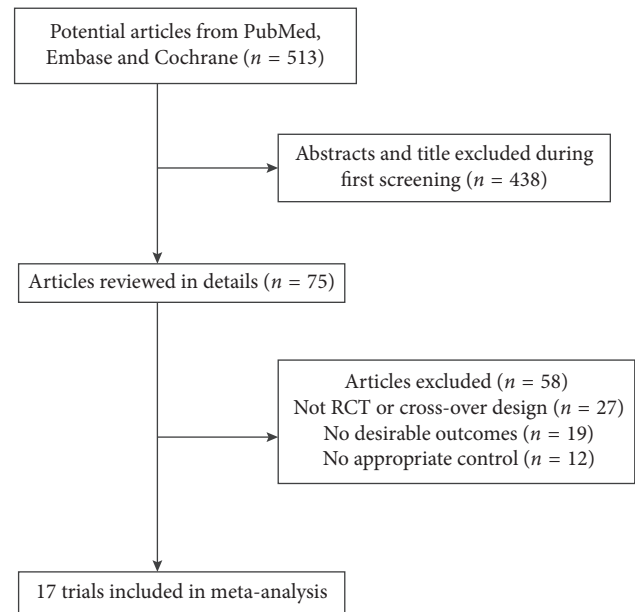 Potential articles from PubMed,
Embase and Cochrane (n = 513)
Abstracts and title excluded during
first screening (n = 438)
Articles reviewed in details (n = 75)
Articles excluded (n = 58)
Not RCT or cross-over design (n = 27)
No desirable outcomes (n = 19)
No appropriate control (n = 12)
17 trials included in meta-analysis